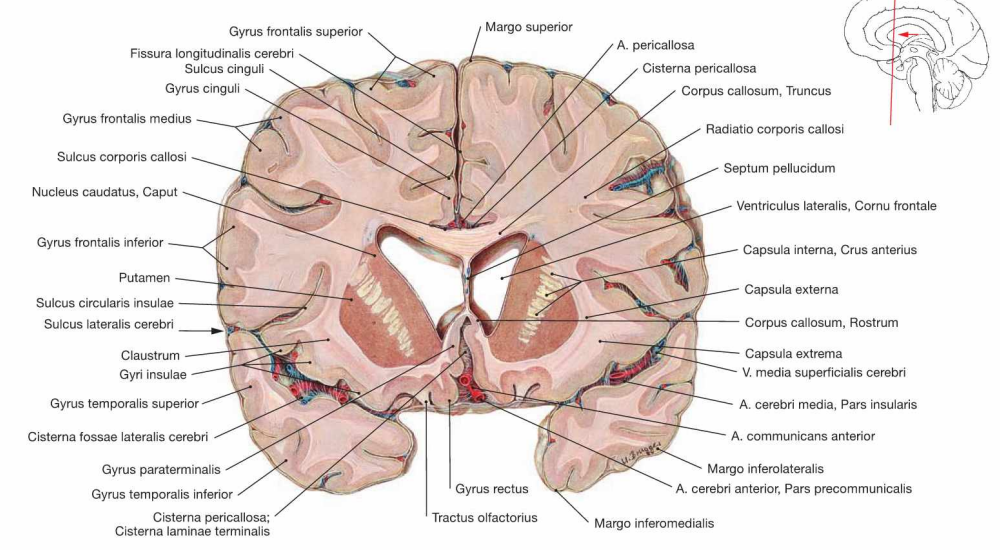 Gyrus frontalis superior
Fissura longitudinalis cerebri
Sulcus cinguli
Gyrus cinguli
Gyrus frontalis medius
Sulcus corporis callosi
Nucleus caudatus, Caput
Gyrus frontalis inferior
Putamen
Sulcus circularis insulae
Sulcus lateralis cerebri
Claustrum
Gyri insulae
Gyrus temporalis superior
Cisterna fossae lateralis cerebri
Gyrus paraterminalis
Gyrus temporalis inferior
Cisterna pericallosa;
Cisterna laminae terminalis
Margo superior
A. pericallosa
Cisterna pericallosa
Corpus callosum, Truncus
Radiatio corporis callosi
Septum pellucidum
Ventriculus lateralis, Cornu frontale
Capsula interna, Crus anterius
Capsula externa
Corpus callosum, Rostrum
Capsula extrema
V. media superficialis cerebri
A. cerebri media, Pars insularis
A. communicans anterior
Margo inferolateralis
A. cerebri anterior, Pars precommunicalis
Gyrus rectus
Tractus olfactorius
Margo inferomedialis